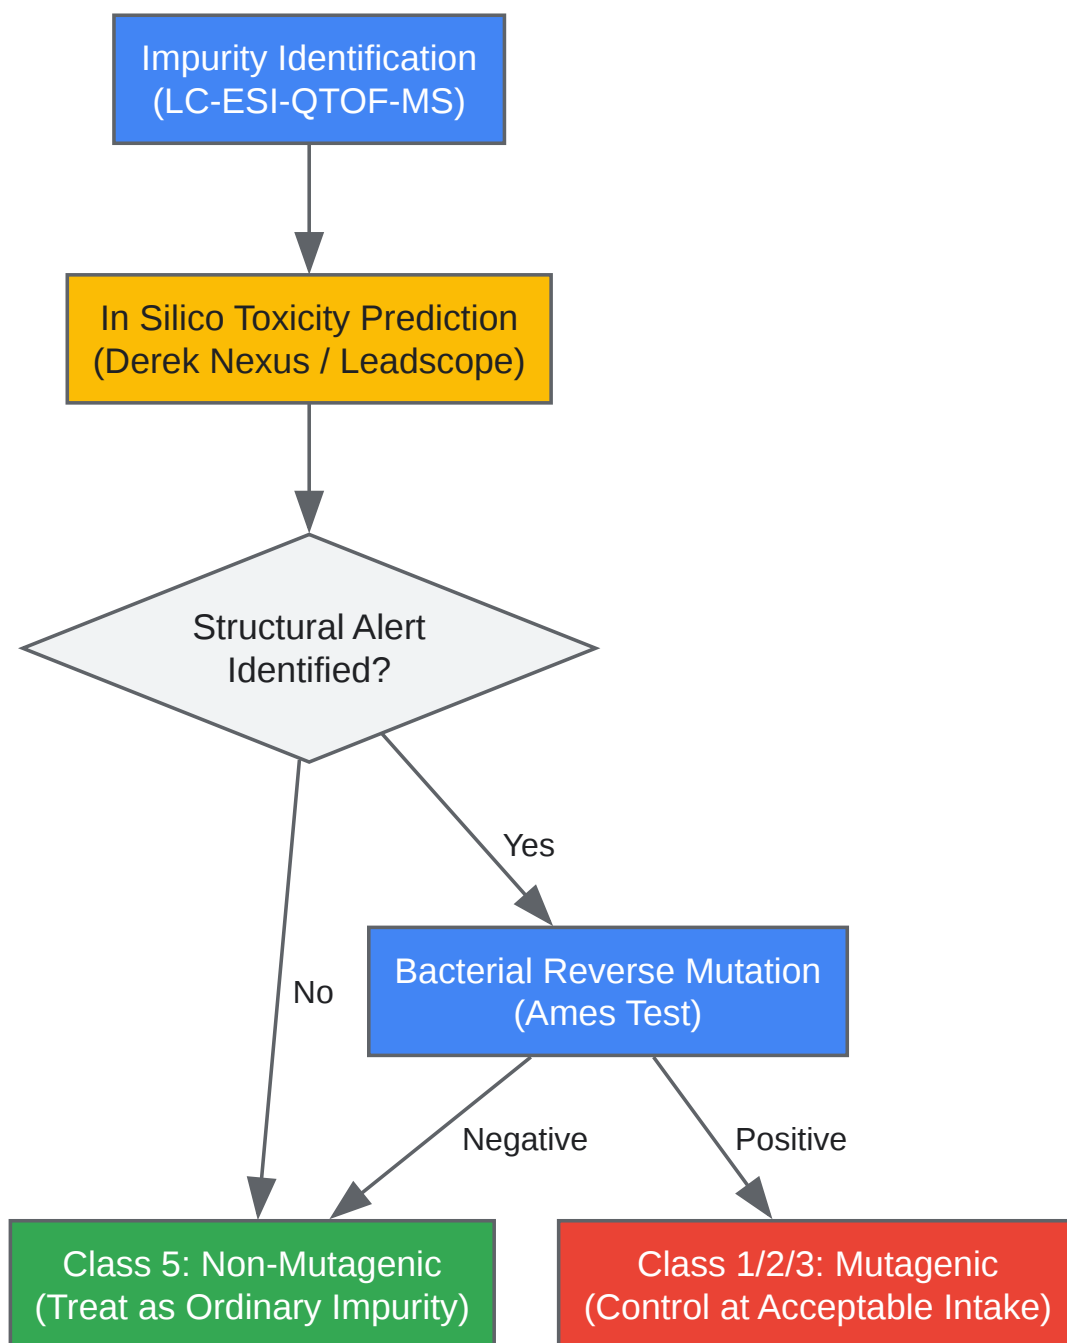 Impurity Identification
(LC-ESI-QTOF-MS)
In Silico Toxicity Prediction
(Derek Nexus / Leadscope)
Structural Alert
Identified?
Yes
No
Bacterial Reverse Mutation
(Ames Test)
Negative
Positive
Class 5: Non-Mutagenic
(Treat as Ordinary Impurity)
Class 1/2/3: Mutagenic
(Control at Acceptable Intake)